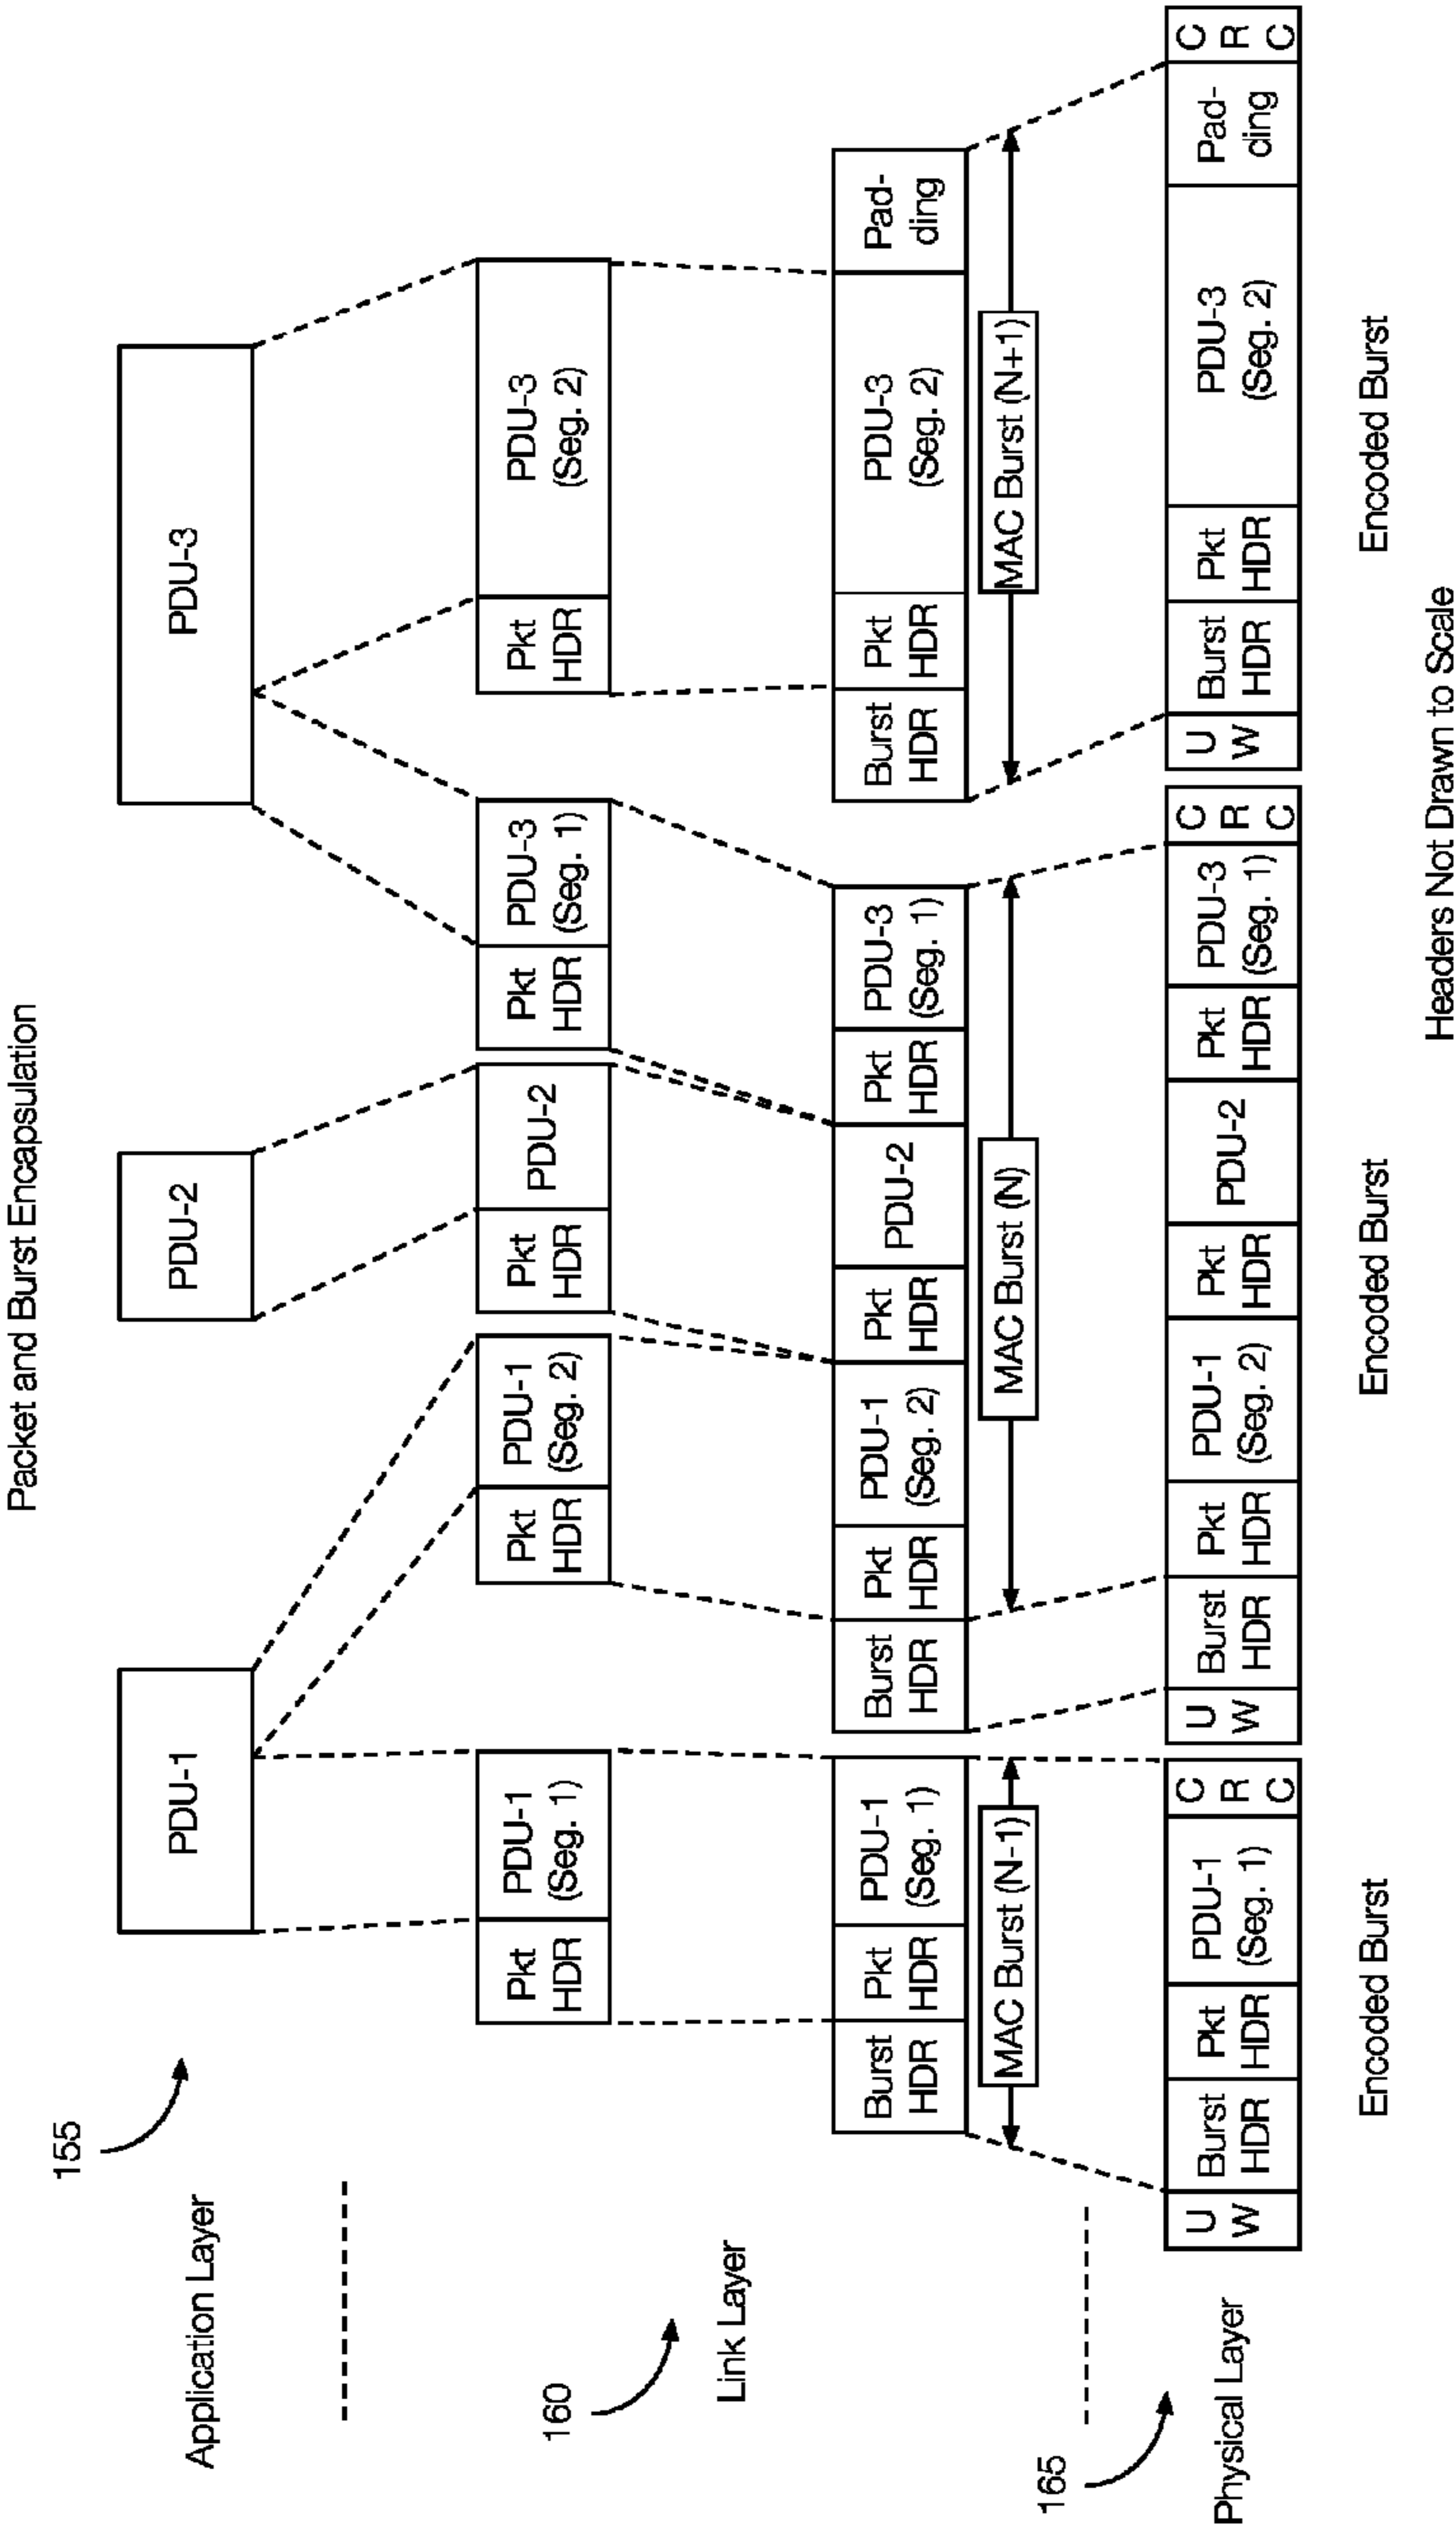 Packet and Burst Encapsulation
155
Application Layer
PDU-1
PDU-2
PDU-3
160
Link Layer
Pkt
HDR
PDU-1
(Seg. 1)
Pkt
HDR
PDU-1
(Seg. 2)
Pkt
HDR
PDU-2
Pkt
HDR
PDU-3
(Seg. 1)
Pkt
HDR
PDU-3
(Seg. 2)
Burst
HDR
Pkt
HDR
PDU-1
(Seg. 1)
Burst
HDR
Pkt
HDR
PDU-1
(Seg. 2)
Pkt
HDR
PDU-2
Pkt
HDR
PDU-3
(Seg. 1)
Burst
HDR
Pkt
HDR
PDU-3
(Seg. 2)
Pad-
ding
MAC Burst (N-1)
MAC Burst (N)
MAC Burst (N+1)
165
Physical Layer
U
W
Burst
HDR
Pkt
HDR
PDU-1
(Seg. 1)
C
R
C
U
W
Burst
HDR
Pkt
HDR
PDU-1
(Seg. 2)
Pkt
HDR
PDU-2
Pkt
HDR
PDU-3
(Seg. 1)
C
R
C
U
W
Burst
HDR
Pkt
HDR
PDU-3
(Seg. 2)
Pad-
ding
C
R
C
Encoded Burst
Encoded Burst
Encoded Burst
Headers Not Drawn to Scale